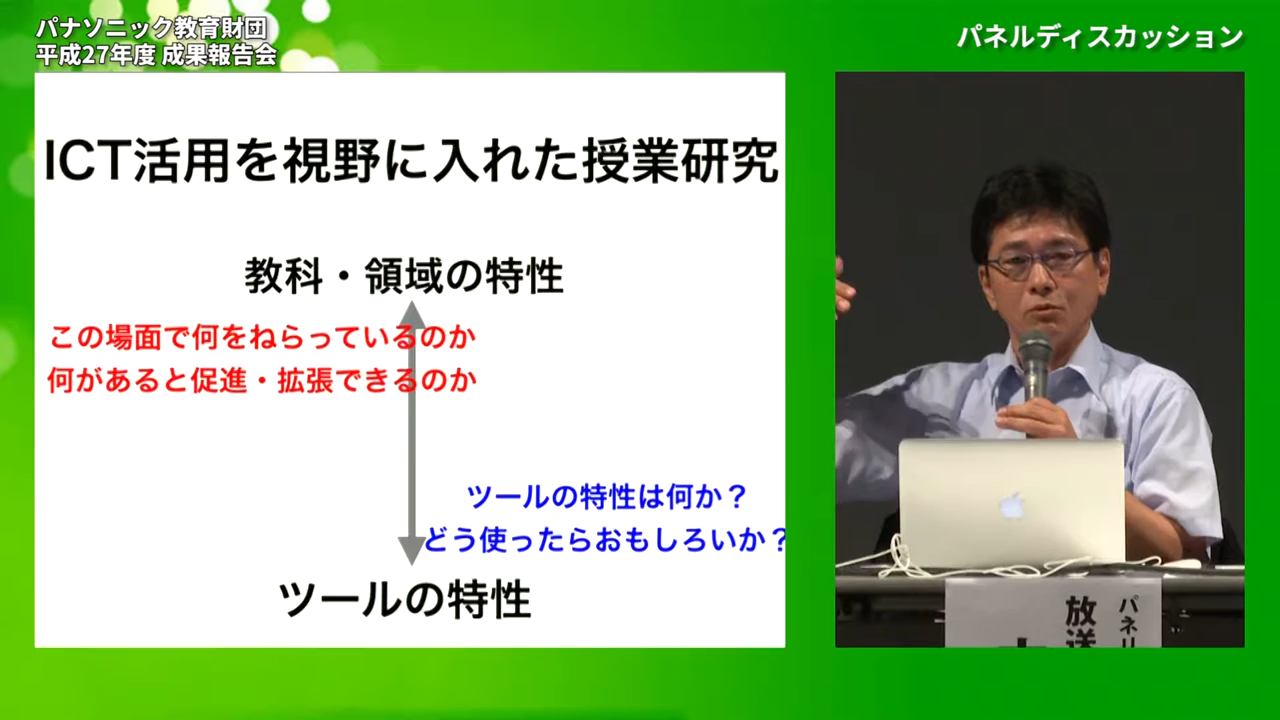 パナソニック教育財団
平成27年度 成果報告会
パネルディスカッション
ICT活用を視野に入れた授業研究
教科・領域の特性
この場面で何をねらっているのか
何があると促進・拡張できるのか
ツールの特性は何か？
どう使ったらおもしろいか？
ツールの特性
パネリ
放送